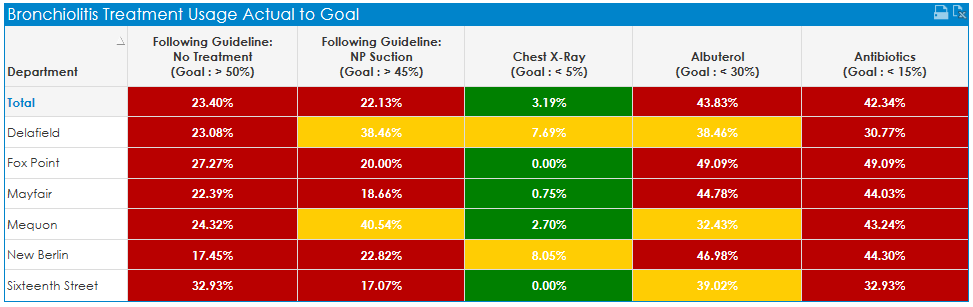 Bronchiolitis Treatment Usage Actual to Goal
Department
Following Guideline:
No Treatment
(Goal : > 50%)
Following Guideline:
NP Suction
(Goal : > 45%)
Chest X-Ray
(Goal : < 5%)
Albuterol
(Goal : < 30%)
Antibiotics
(Goal : < 15%)
Total 23.40% 22.13% 3.19% 43.83% 42.34%
Delafield 23.08% 38.46% 7.69% 38.46% 30.77%
Fox Point 27.27% 20.00% 0.00% 49.09% 49.09%
Mayfair 22.39% 18.66% 0.75% 44.78% 44.03%
Mequon 24.32% 40.54% 2.70% 32.43% 43.24%
New Berlin 17.45% 22.82% 8.05% 46.98% 44.30%
Sixteenth Street 32.93% 17.07% 0.00% 39.02% 32.93%